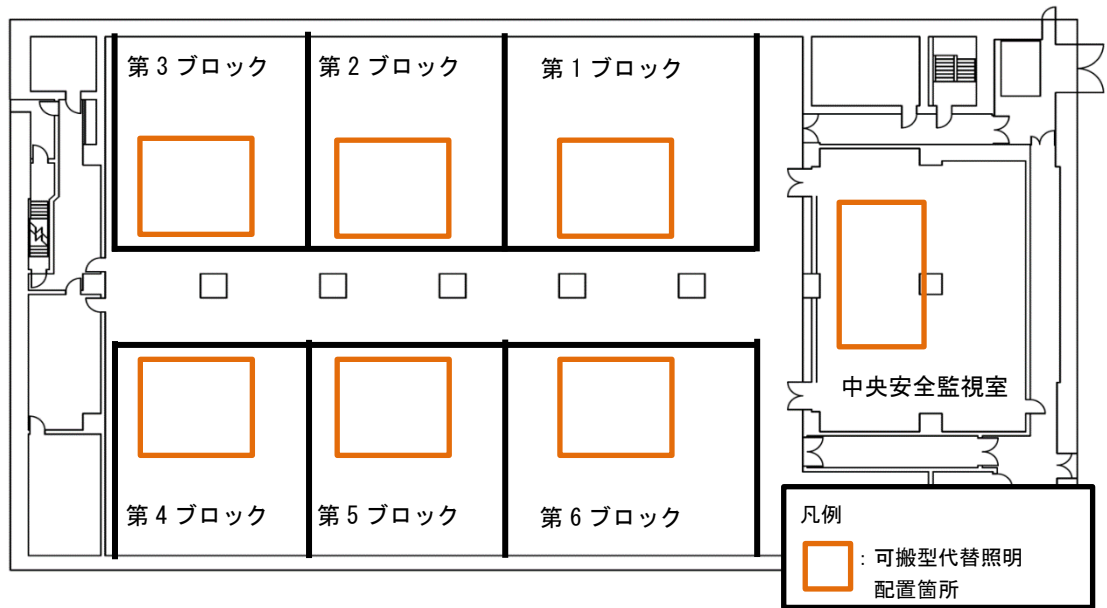 第3ブロック
第2ブロック
第1ブロック
中央安全監視室
第4ブロック
第5ブロック
第6ブロック
凡例
：可搬型代替照明
配置箇所